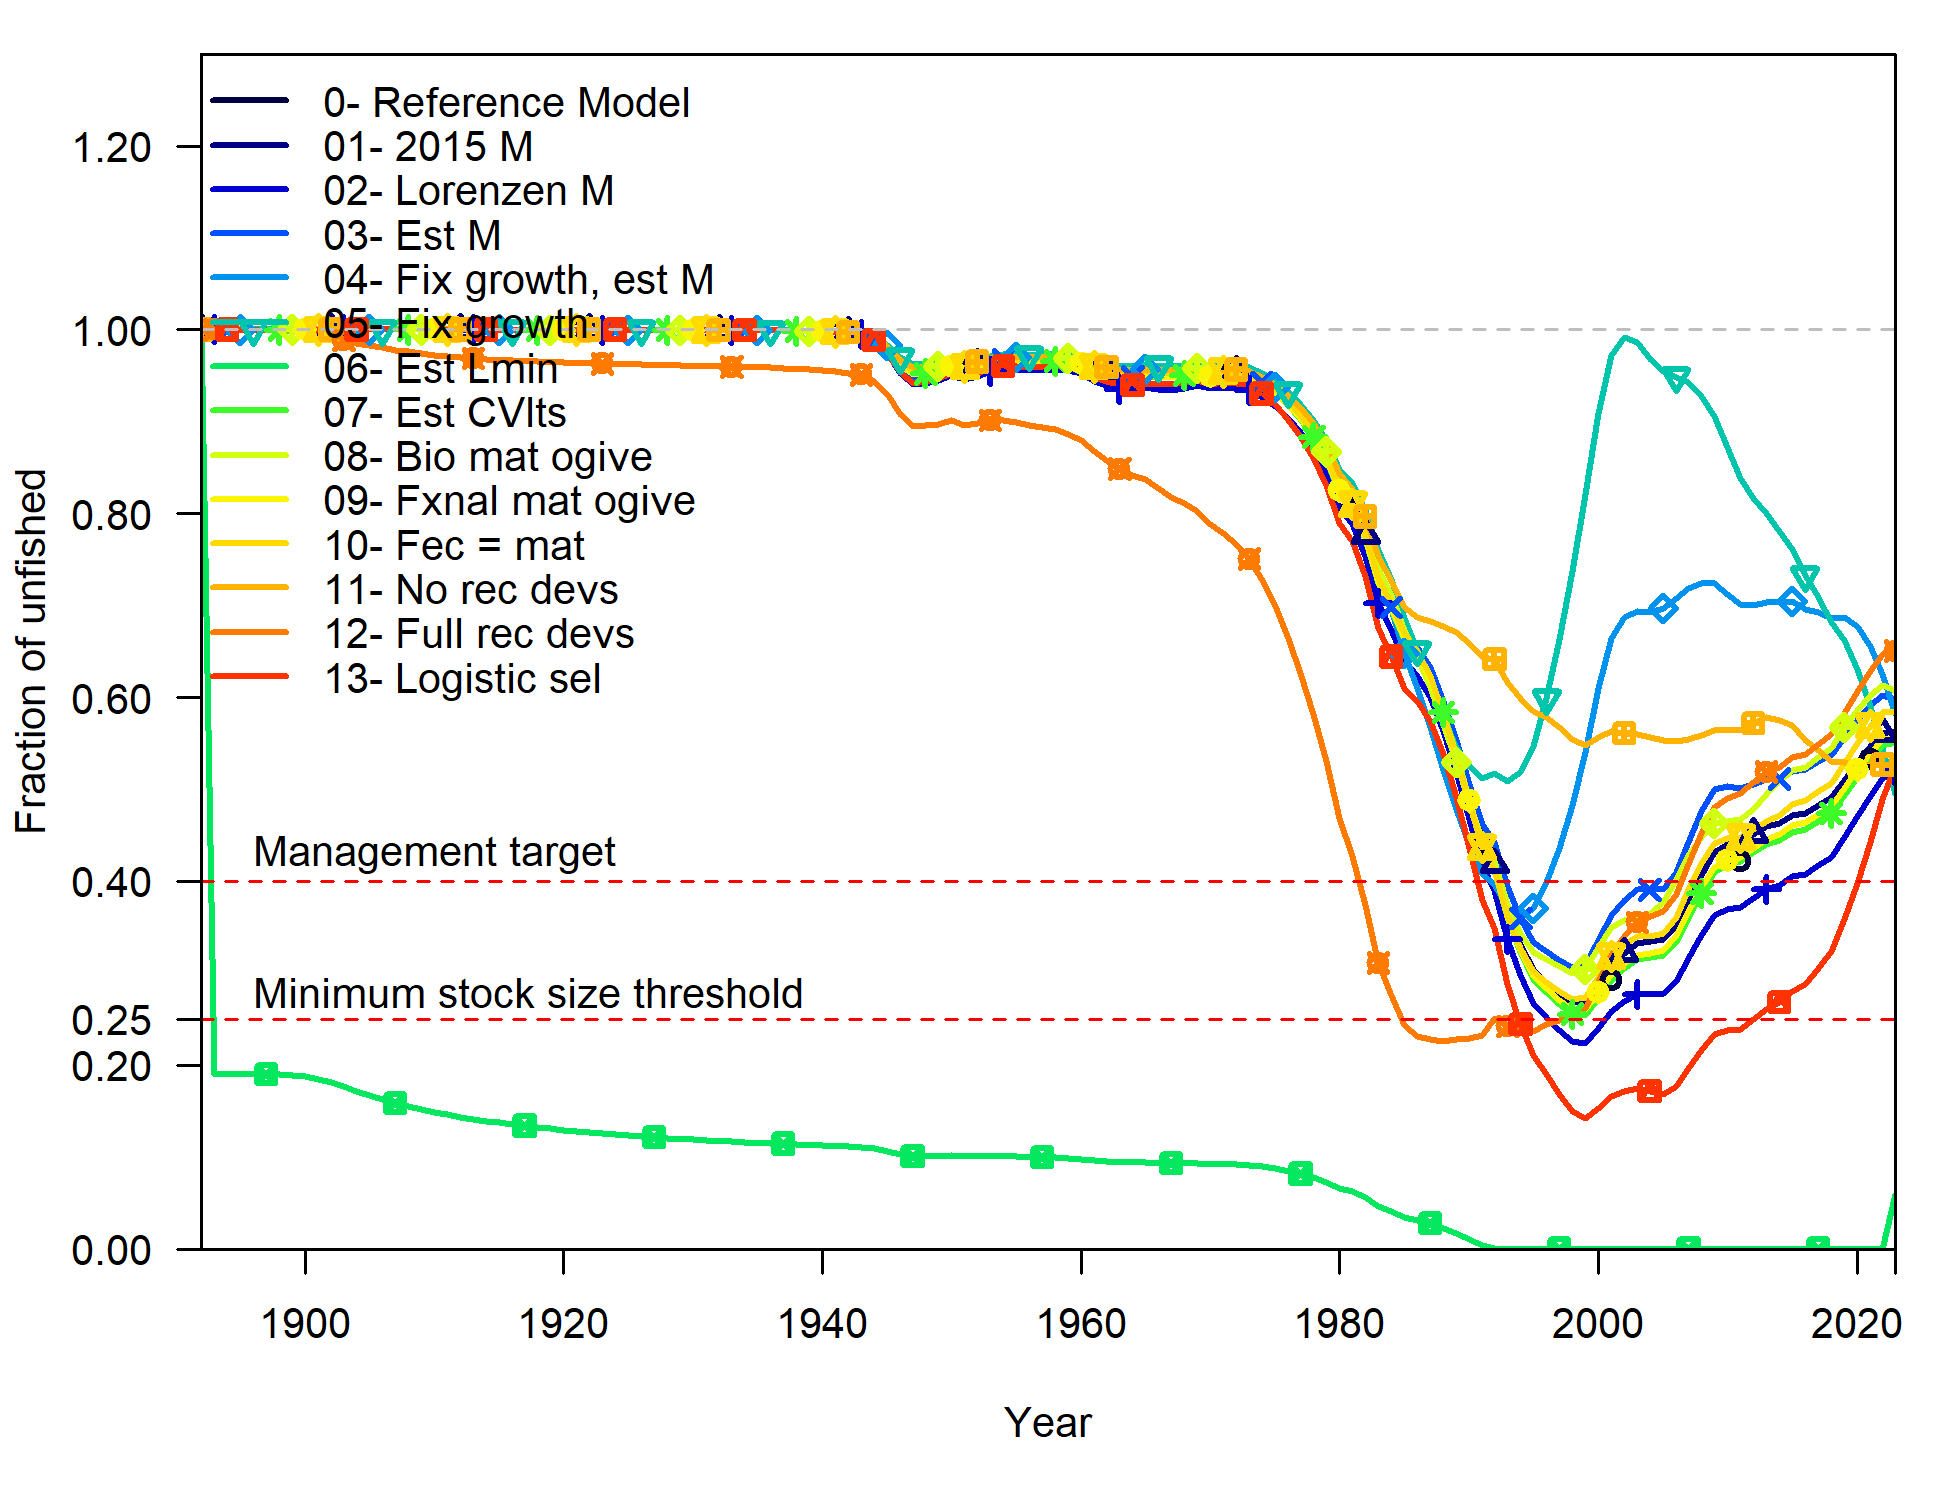 0- Reference Model
01- 2015 M
02- Lorenzen M
03- Est M
04- Fix growth, est M
05- Fix growth
06- Est Lmin
07- Est CVlts
08- Bio mat ogive
09- Fxnal mat ogive
10- Fec = mat
11- No rec devs
12- Full rec devs
13- Logistic sel
1.20
1.00
0.80
0.60
0.40
0.25
0.20
0.00
Fraction of unfished
Management target
Minimum stock size threshold
1900 1920 1940 1960 1980 2000 2020
Year